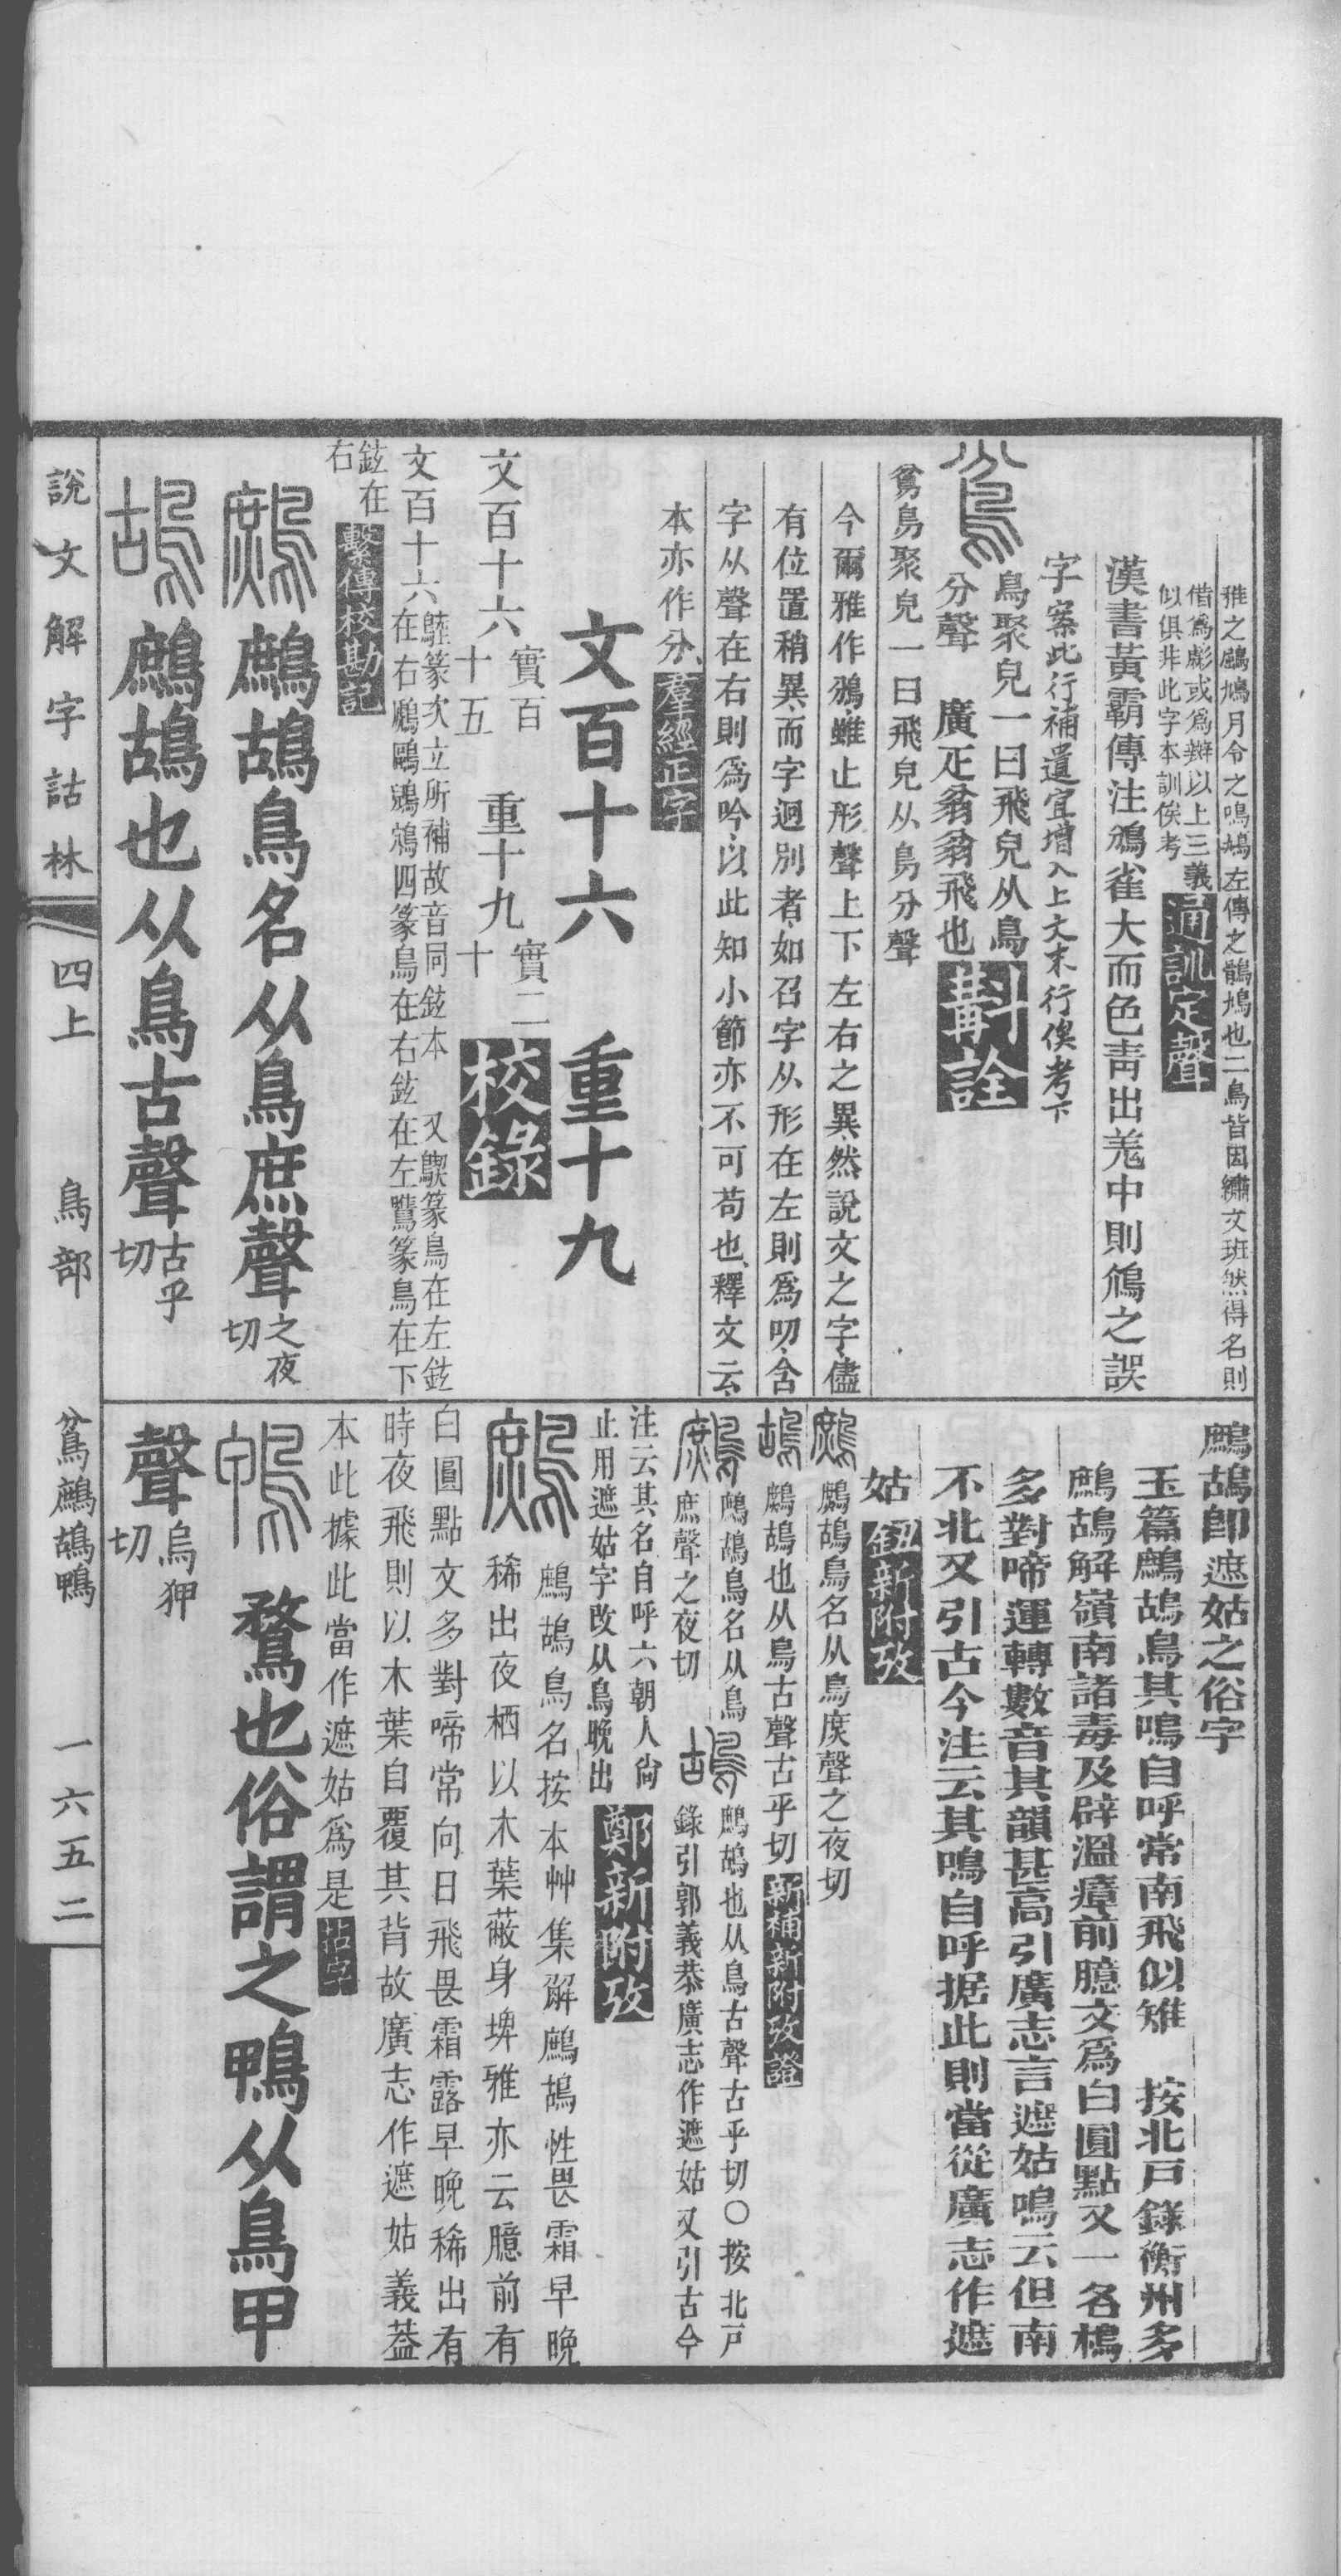 雅之鶌鳩月令之鳴鳩左傳之鶻鳩也二鳥皆因繡文班然得名則
借爲彪或爲辬以上三義
似俱非此字本訓俟考 通訓定聲
漢書黃霸傳注鶡雀大而色靑出羌中則鳻之誤
字案此行補遺宜增入上文末行俟考下
鳥聚皃一曰飛皃从鳥
分聲 廣疋翁翁飛也 斠詮
鳻鳥聚皃一曰飛皃从鳥分聲
今爾雅作鳻雖止形聲上下左右之異然說文之字儘
有位置稍異而字迥別者如召字从形在左則爲叨含
字从聲在右則爲吟以此知小節亦不可苟也釋文云
本亦作分 羣經正字
文百十六 重十九
文百十六 實百十五 重十九 實二十 校錄
文百十六
篆次立所補故音同鉉本 又鷻篆鳥在左鉉
在右鵰鷗鴟鴉四篆鳥在右鉉在左鷕篆鳥在下
鉉在
右 繫傳校勘記
鷓 鷓鴣鳥名从鳥庶聲 之夜切
鴣 鷓鴣也从鳥古聲 古乎切
說文解字詁林 四上 鳥部 鳻鷓鴣鴨 一六五二
鷓鴣卽遮姑之俗字
玉篇鷓鴣鳥其鳴自呼常南飛似雉 按北戶錄衡州多
鷓鴣解嶺南諸毒及辟溫瘴前臆文爲白圓點又一名鷓
多對啼運轉數音其韻甚高引廣志言遮姑鳴云但南
不北又引古今注云其鳴自呼据此則當從廣志作遮
姑 鈕新附攷
鷓 鷓鴣鳥名从鳥庶聲之夜切
鴣 鷓鴣也从鳥古聲古乎切 新補新附攷證
鷓 鷓鴣鳥名从鳥
庶聲之夜切
鴣 鷓鴣也从鳥古聲古乎切〇按北戶
錄引郭義恭廣志作遮姑又引古今
注云其名自呼六朝人尙
止用遮姑字改从鳥晚出 鄭新附攷
鷓 鷓鴣鳥名按本艸集解鷓鴣性畏霜早晚
稀出夜栖以木葉蔽身埤雅亦云臆前有
白圓點文多對啼常向日飛畏霜露早晚稀出有
時夜飛則以木葉自覆其背故廣志作遮姑義葢
本此據此當作遮姑爲是
鴨 鶩也俗謂之鴨从鳥甲
聲 烏狎切